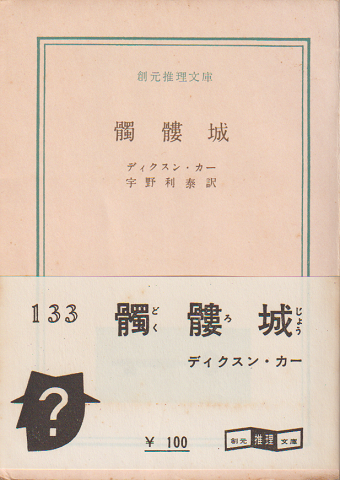 創元推理文庫
髑髏城
ディクスン・カー
宇野利泰訳
133 髑髏城
どく ろ じょう
ディクスン・カー
?
¥ 100
創元 推理 文庫